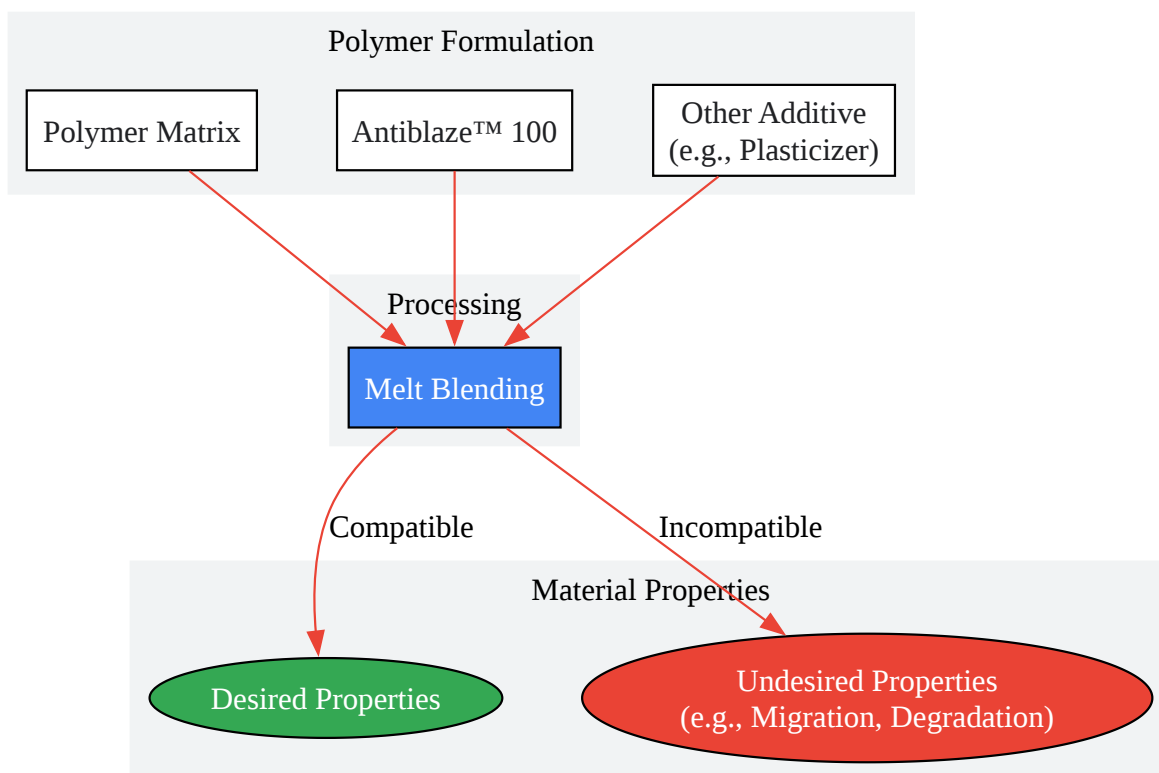 Polymer Formulation
Polymer Matrix
Antiblaze™ 100
Other Additive
(e.g., Plasticizer)
Processing
Melt Blending
Compatible
Incompatible
Material Properties
Desired Properties
Undesired Properties
(e.g., Migration, Degradation)